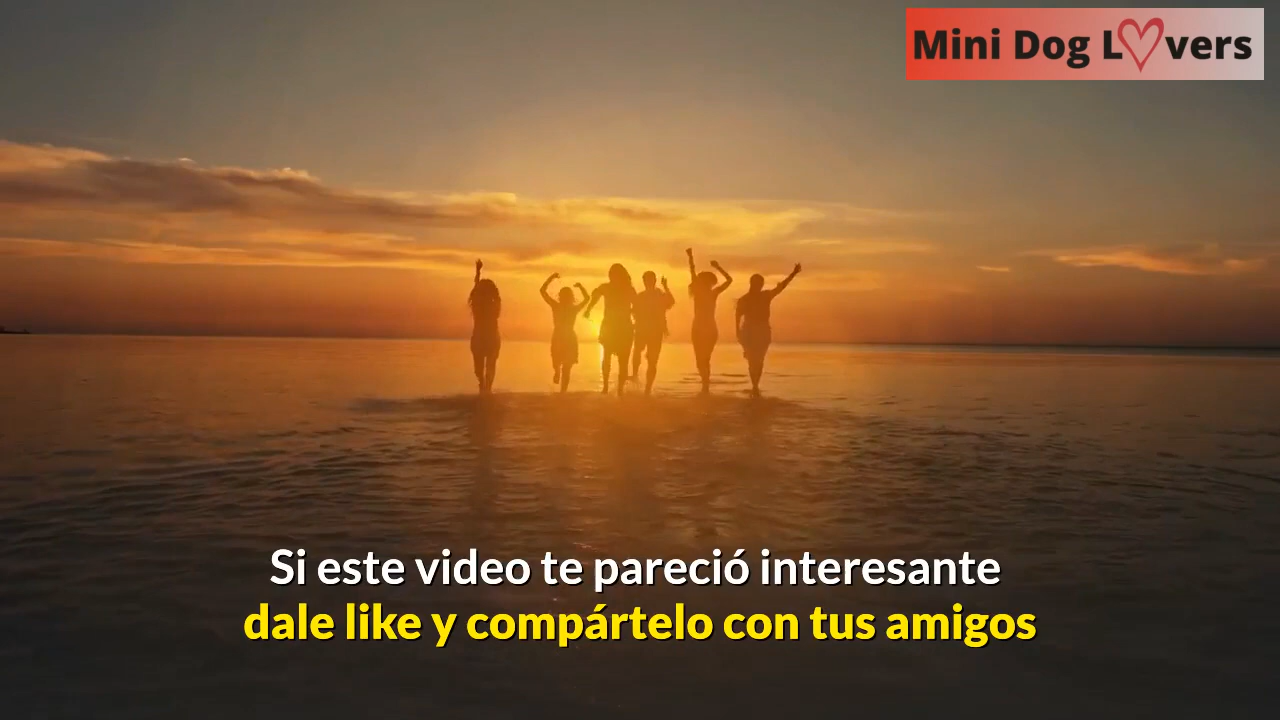 Mini Dog Lovers
Si este video te pareció interesante
dale like y compártelo con tus amigos